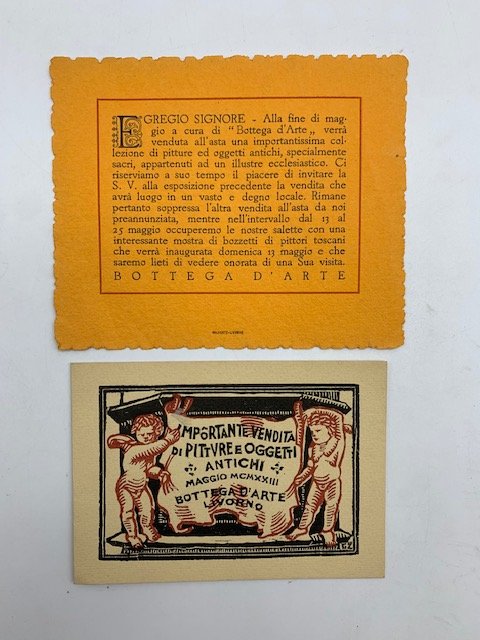 EGREGIO SIGNORE - Alla fine di mag-
gio a cura di "Bottega d'Arte„ verrà
venduta all'asta una importantissima col-
lezione di pitture ed oggetti antichi, specialmente
sacri, appartenuti ad un illustre ecclesiastico. Ci
riserviamo a suo tempo il piacere di invitare la
S. V. alla esposizione precedente la vendita che
avrà luogo in un vasto e degno locale. Rimane
pertanto soppressa l'altra vendita all'asta da noi
preannunziata, mentre nell'intervallo dal 13 al
25 maggio occuperemo le nostre salette con una
interessante mostra di bozzetti di pittori toscani
che verrà inaugurata domenica 13 maggio e che
saremo lieti di vedere onorata di una Sua visita.
BOTTEGA D'ARTE
IMPORTANTE VENDITA
DI PITTVRE E OGGETTI
ANTICHI
MAGGIO MCMXXIII
BOTTEGA D'ARTE
LIVORNO